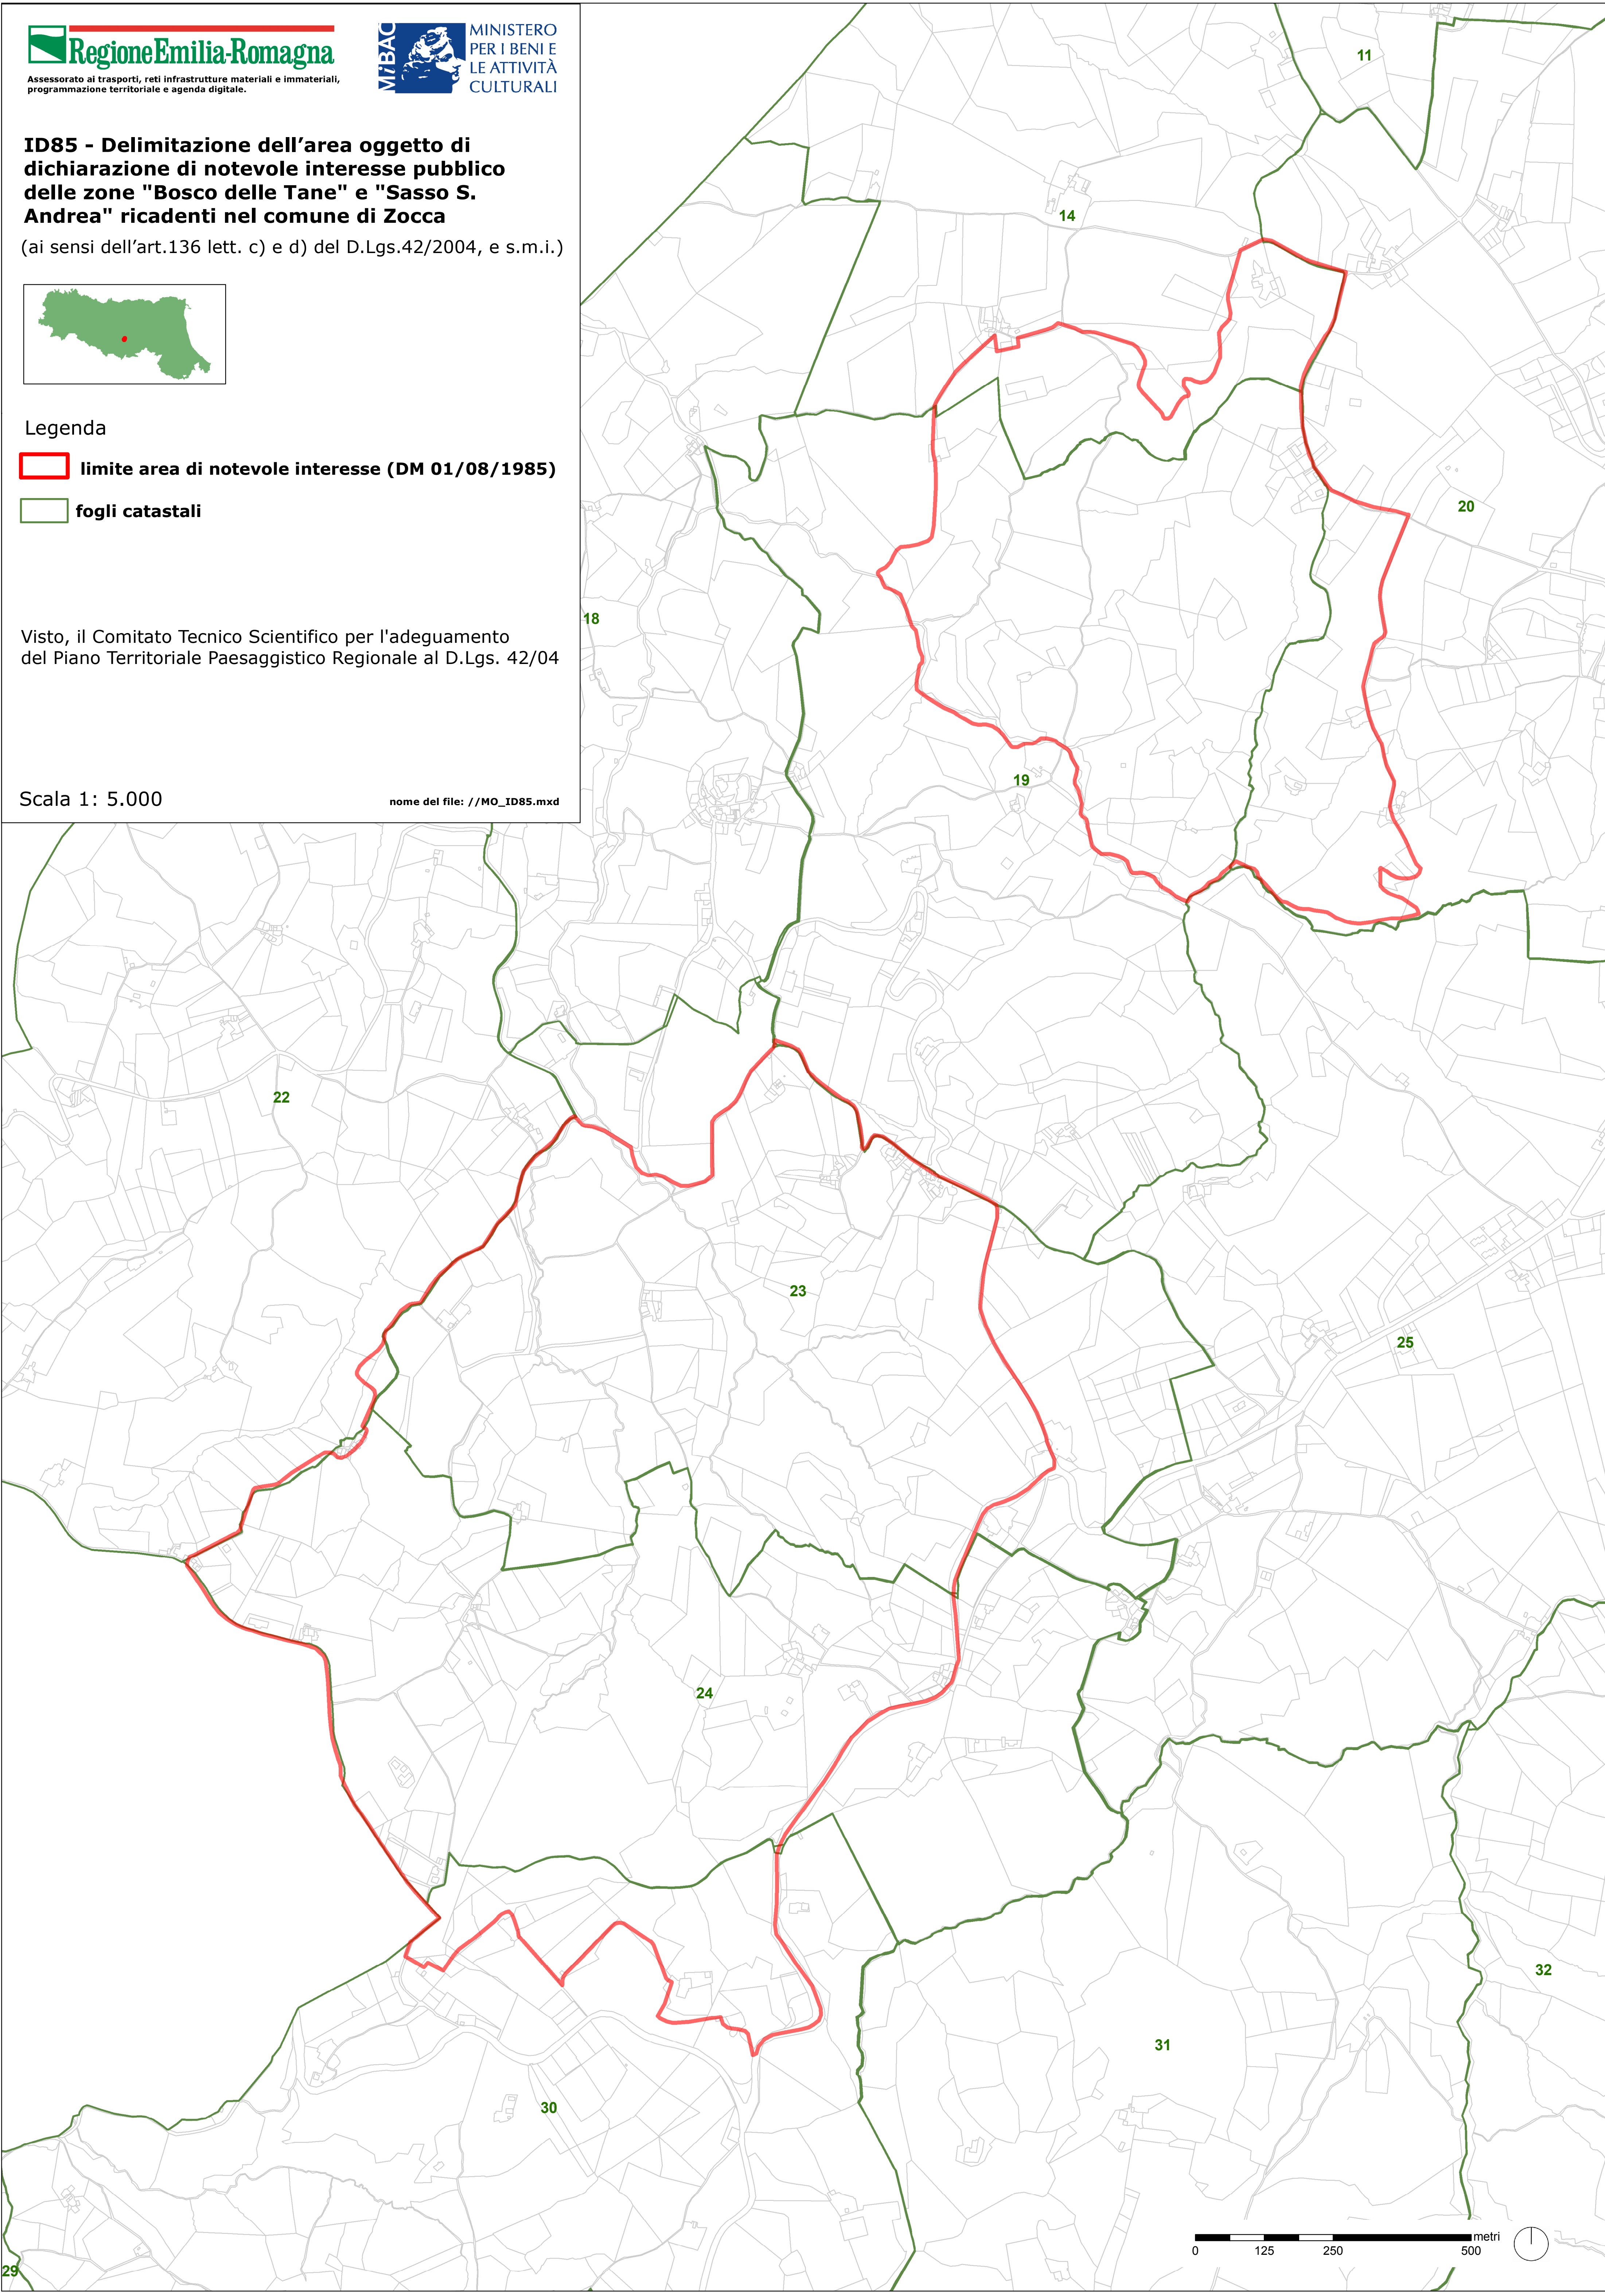 RegioneEmilia-Romagna
Assessorato ai trasporti, reti infrastrutture materiali e immateriali,
programmazione territoriale e agenda digitale.
MiBAC
MINISTERO
PER I BENI E
LE ATTIVITÀ
CULTURALI
ID85 - Delimitazione dell’area oggetto di
dichiarazione di notevole interesse pubblico
delle zone "Bosco delle Tane" e "Sasso S.
Andrea" ricadenti nel comune di Zocca
(ai sensi dell’art.136 lett. c) e d) del D.Lgs.42/2004, e s.m.i.)
Legenda
limite area di notevole interesse (DM 01/08/1985)
fogli catastali
Visto, il Comitato Tecnico Scientifico per l'adeguamento
del Piano Territoriale Paesaggistico Regionale al D.Lgs. 42/04
Scala 1: 5.000
nome del file: //MO_ID85.mxd
11
14
20
18
19
22
23
25
24
32
31
30
29
metri
0 125 250 500